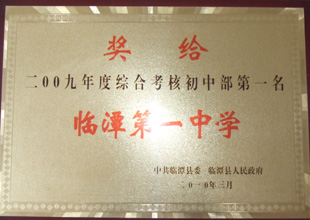 奖给
二00九年度综合考核初中部第一名
临潭第一中学
中共临潭县委 临潭县人民政府
二0一0年三月